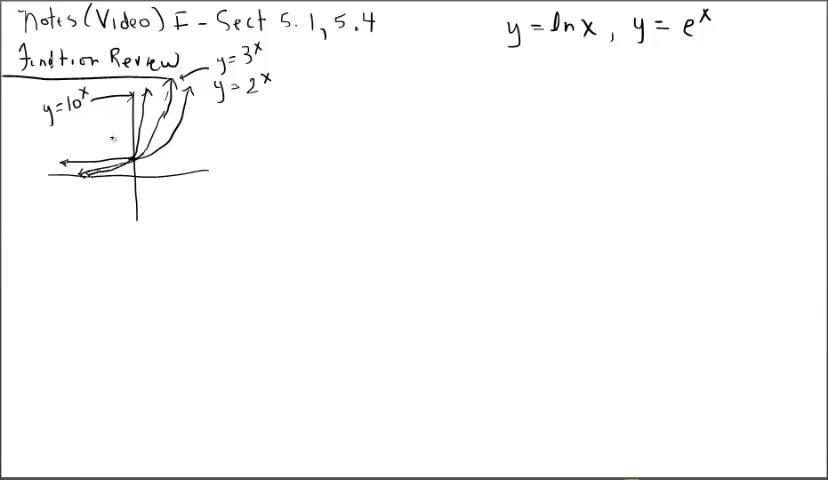 Notes (Video) I - Sect 5.1, 5.4
Function Review
y = ln x, y = e^x
y = 3^x
y = 2^x
y = 10^x